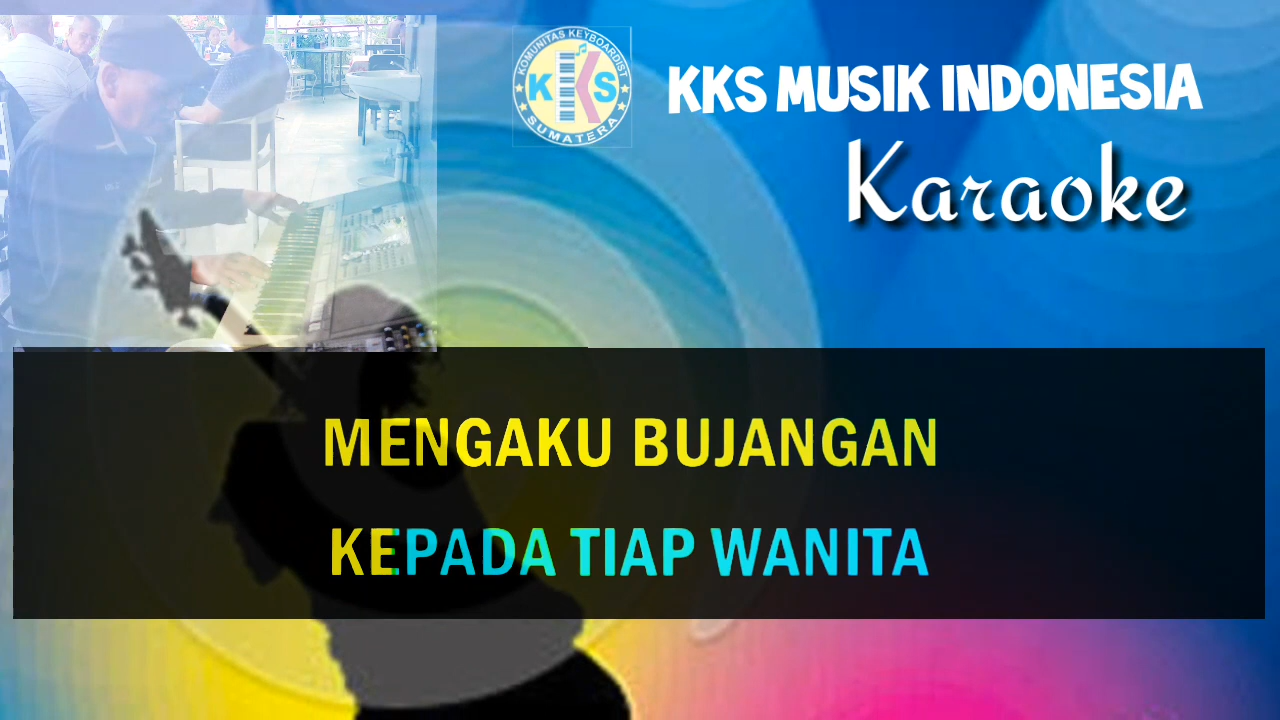 KOMUNITAS KEYBOARDIST
KKS
SUMATERA
KKS MUSIK INDONESIA
Karaoke
MENGAKU BUJANGAN
KEPADA TIAP WANITA